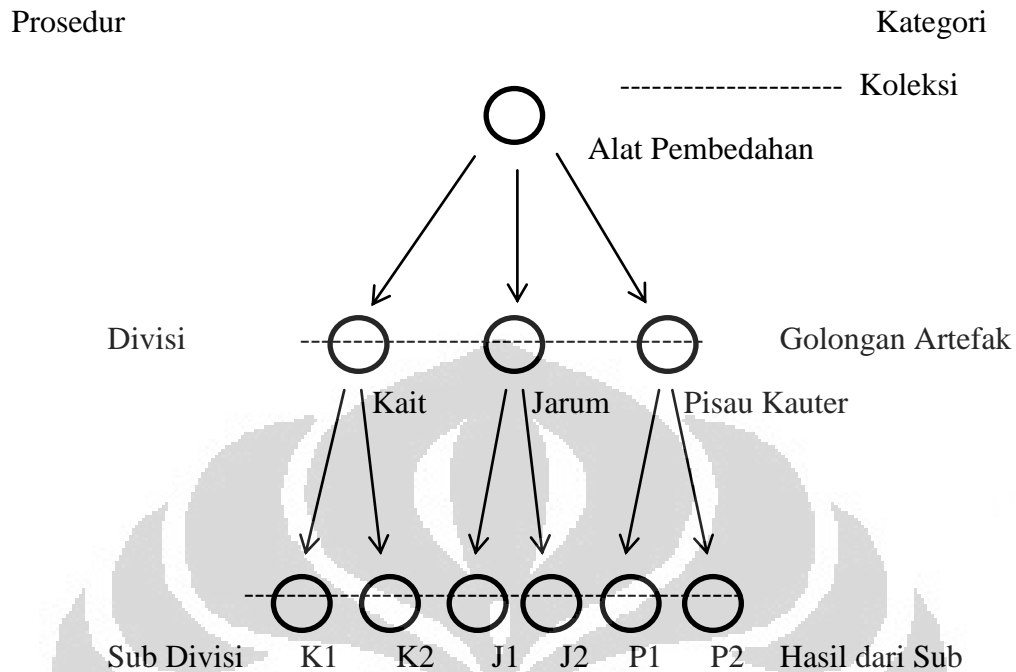 Prosedur Kategori
Koleksi
Alat Pembedahan
Divisi Golongan Artefak
Kait Jarum Pisau Kauter
Sub Divisi K1 K2 J1 J2 P1 P2 Hasil dari Sub